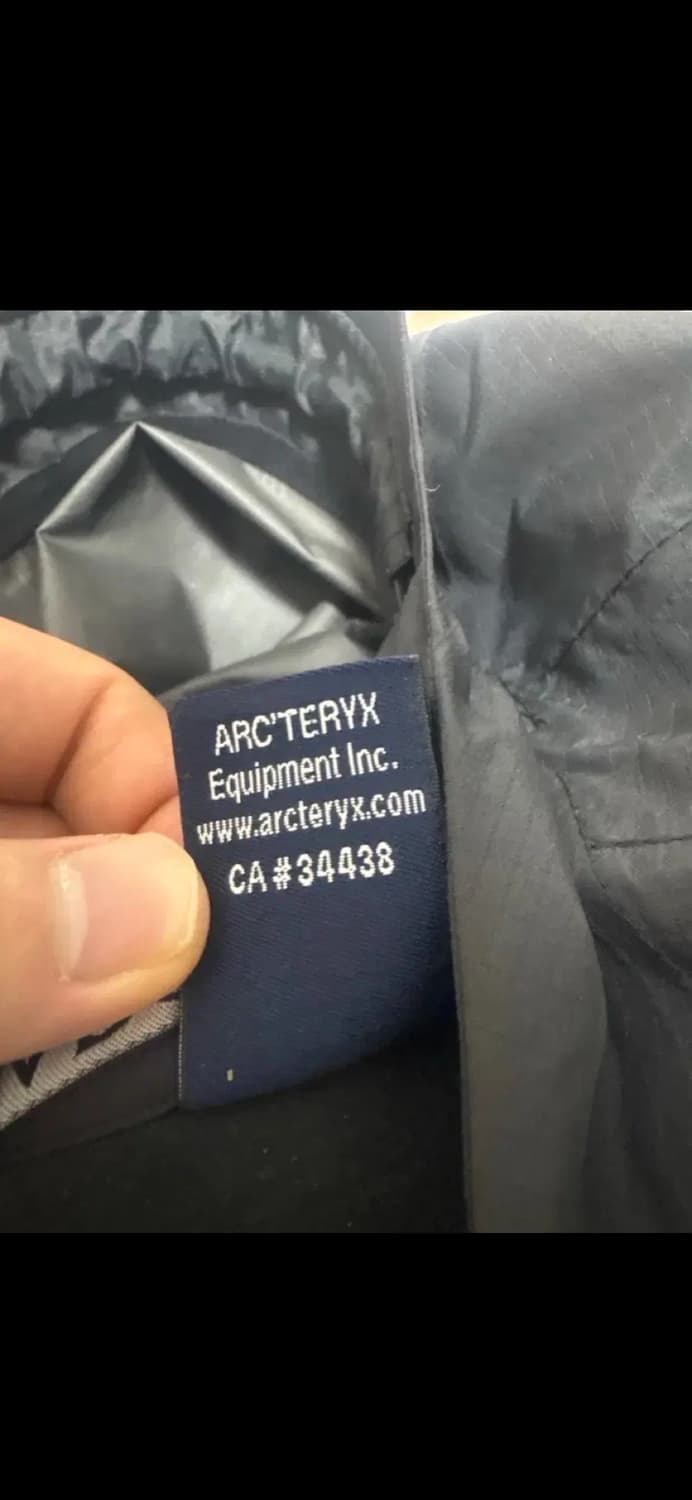 ARC'TERYX
Equipment Inc.
www.arcteryx.com
CA#34438